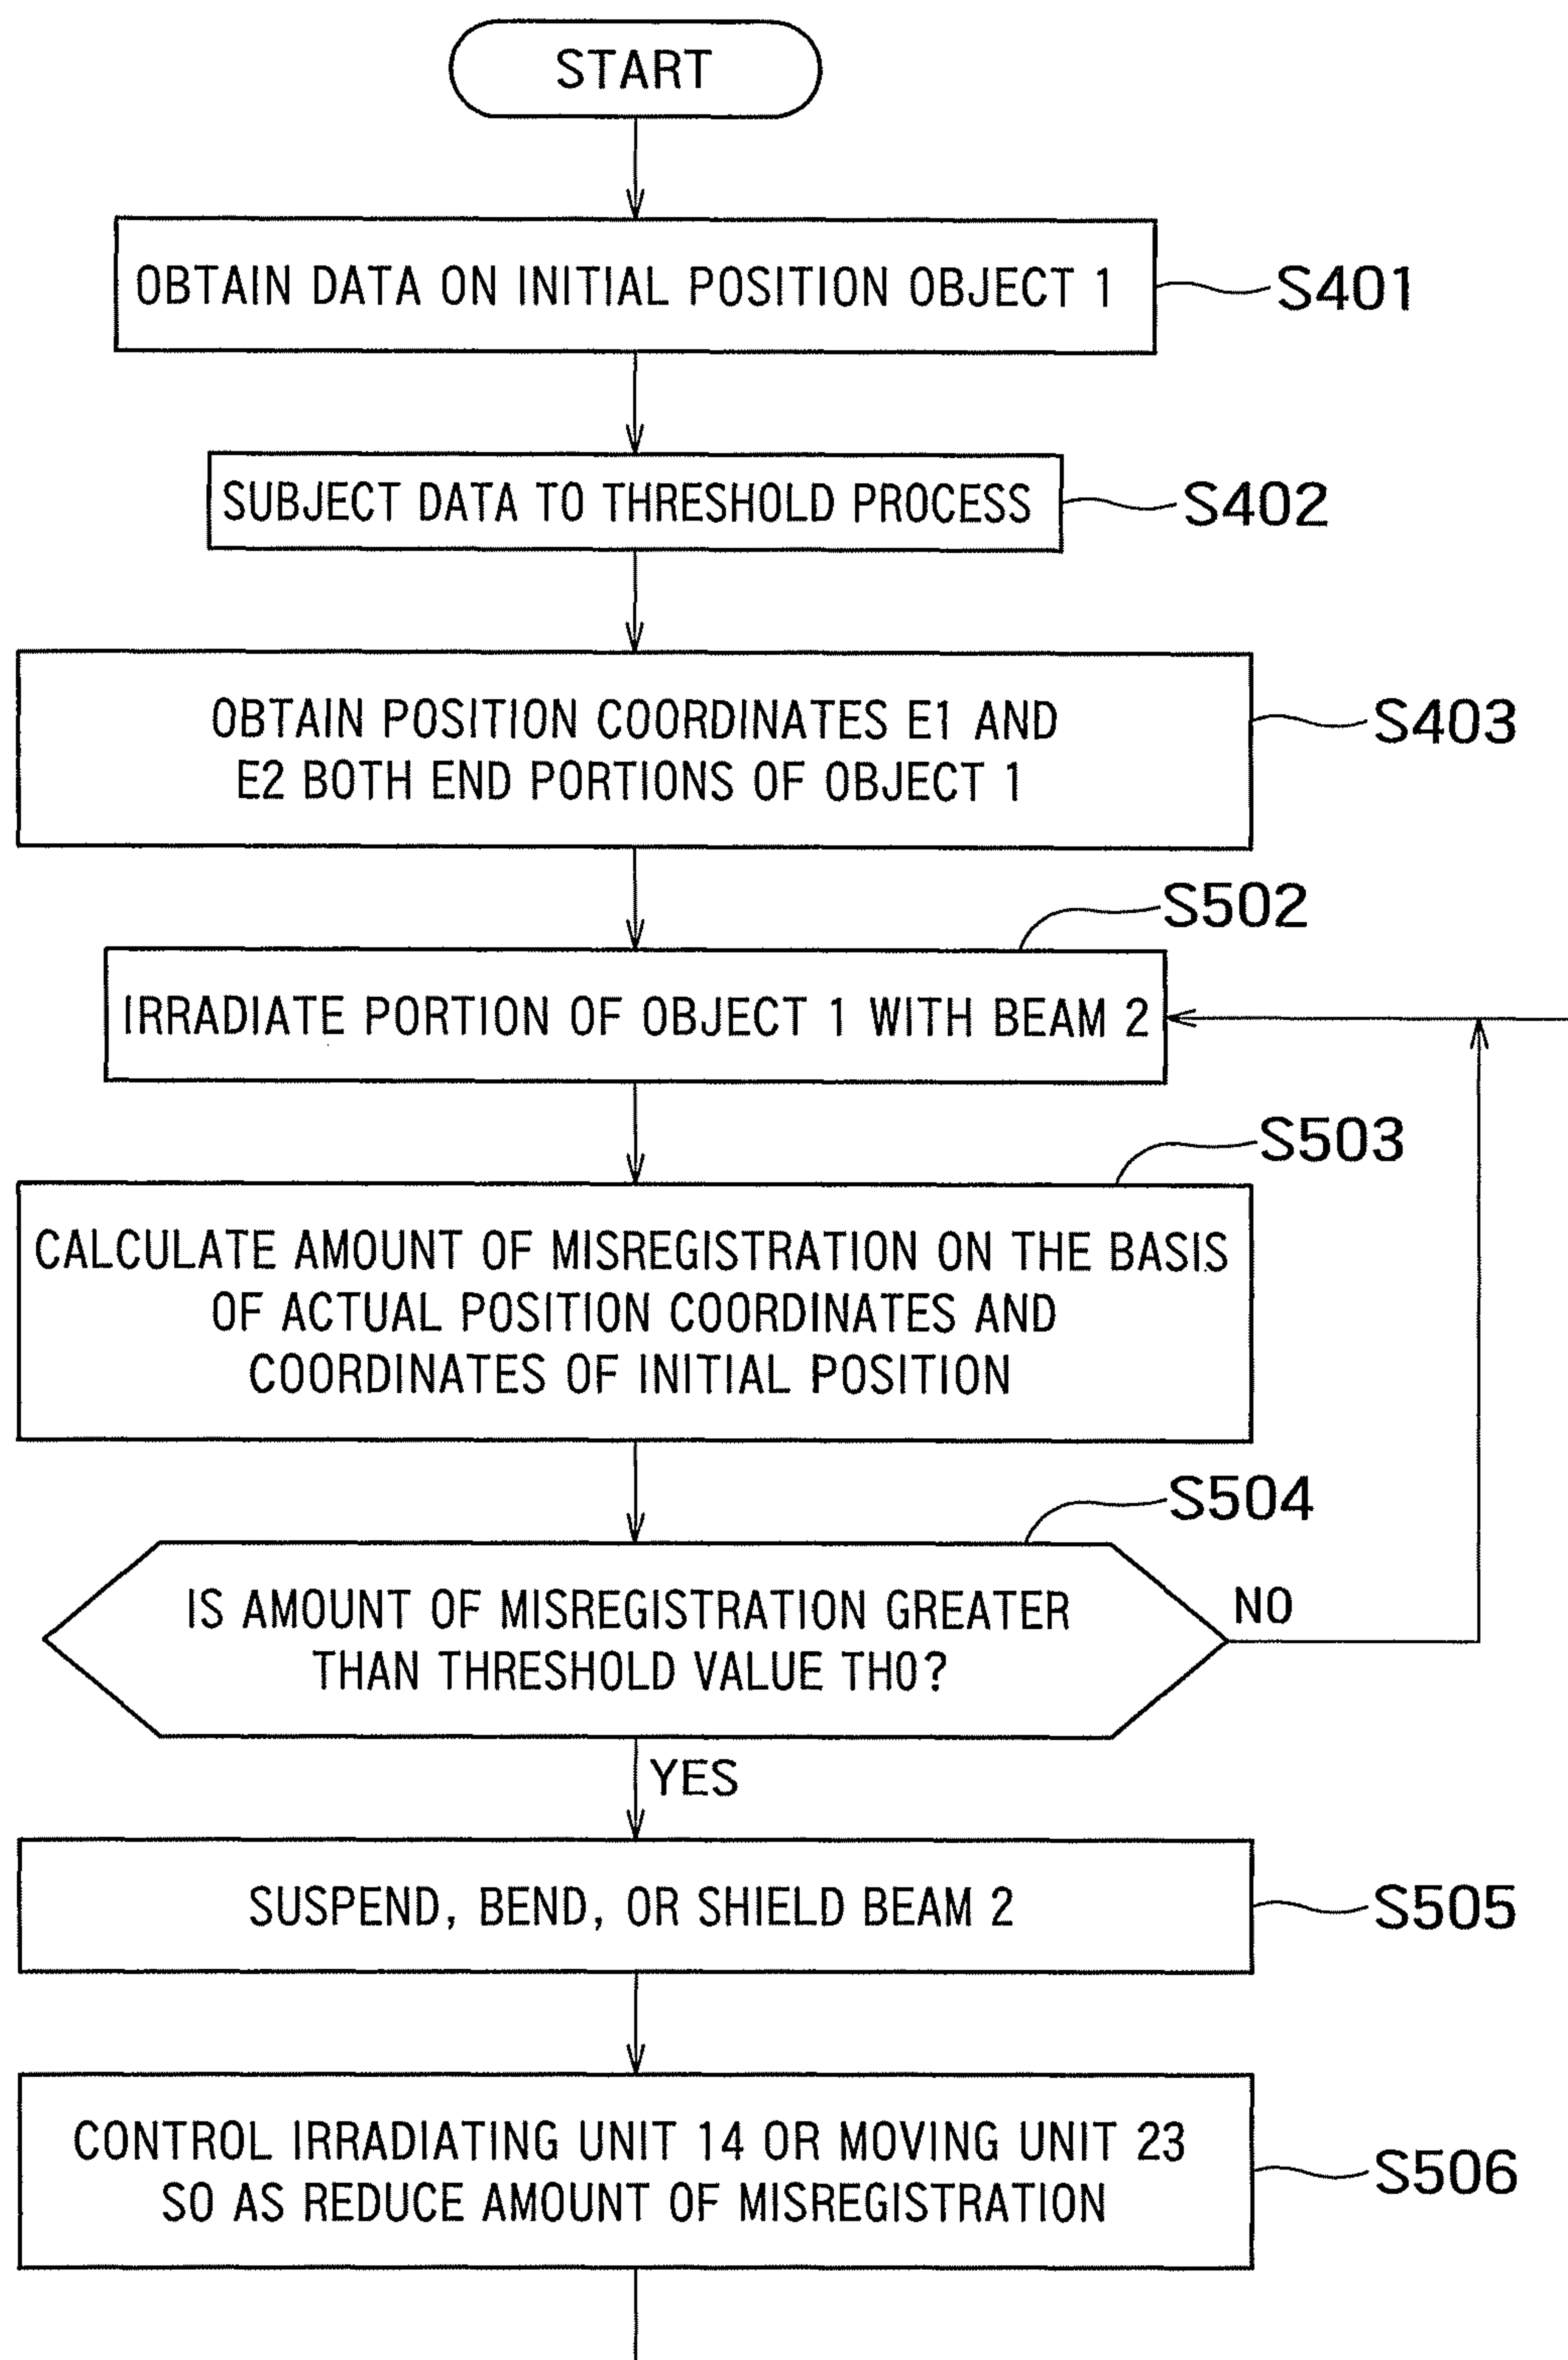 START
OBTAIN DATA ON INITIAL POSITION OBJECT 1
S401
SUBJECT DATA TO THRESHOLD PROCESS
S402
OBTAIN POSITION COORDINATES E1 AND
E2 BOTH END PORTIONS OF OBJECT 1
S403
S502
IRRADIATE PORTION OF OBJECT 1 WITH BEAM 2
S503
CALCULATE AMOUNT OF MISREGISTRATION ON THE BASIS
OF ACTUAL POSITION COORDINATES AND
COORDINATES OF INITIAL POSITION
S504
IS AMOUNT OF MISREGISTRATION GREATER
THAN THRESHOLD VALUE TH0?
NO
YES
SUSPEND, BEND, OR SHIELD BEAM 2
S505
CONTROL IRRADIATING UNIT 14 OR MOVING UNIT 23
SO AS REDUCE AMOUNT OF MISREGISTRATION
S506